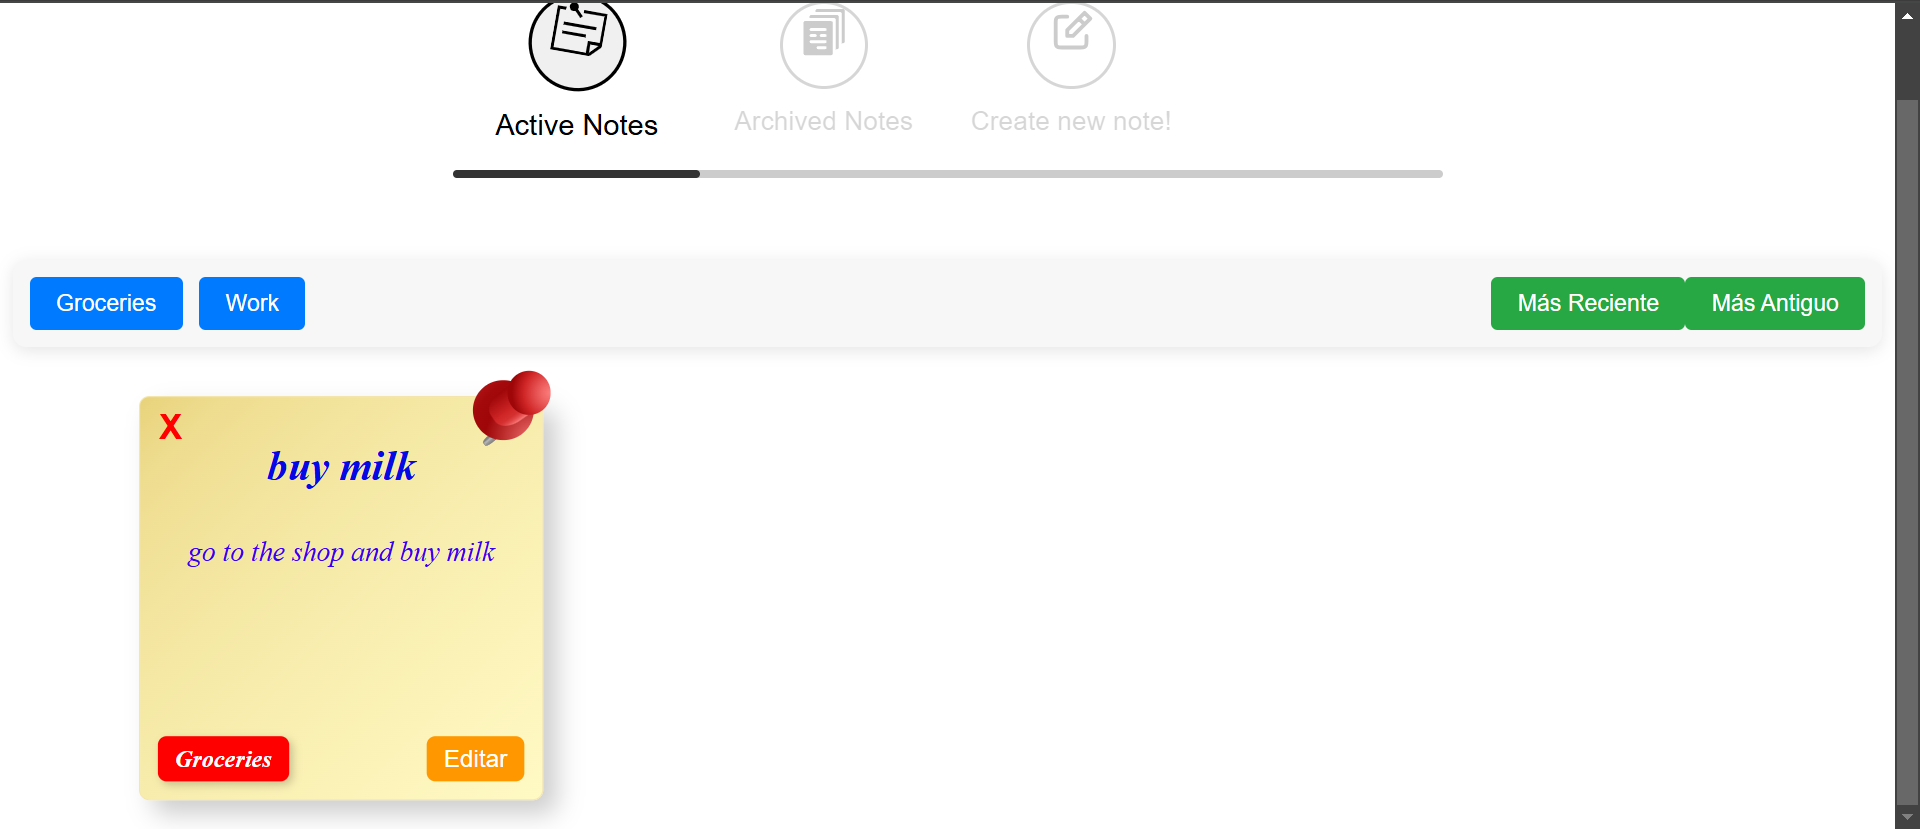 Active Notes
Archived Notes
Create new note!
Groceries
Work
Más Reciente
Más Antiguo
X
buy milk
go to the shop and buy milk
Groceries
Editar